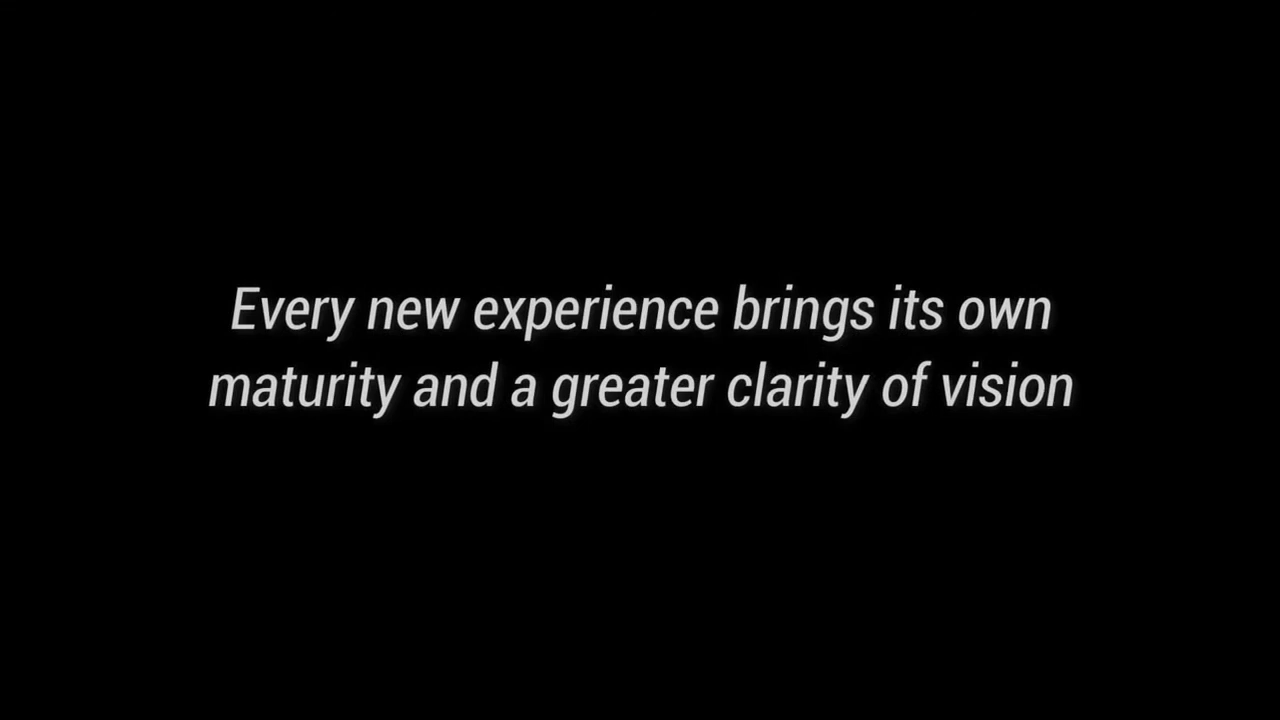 Every new experience brings its own
maturity and a greater clarity of vision